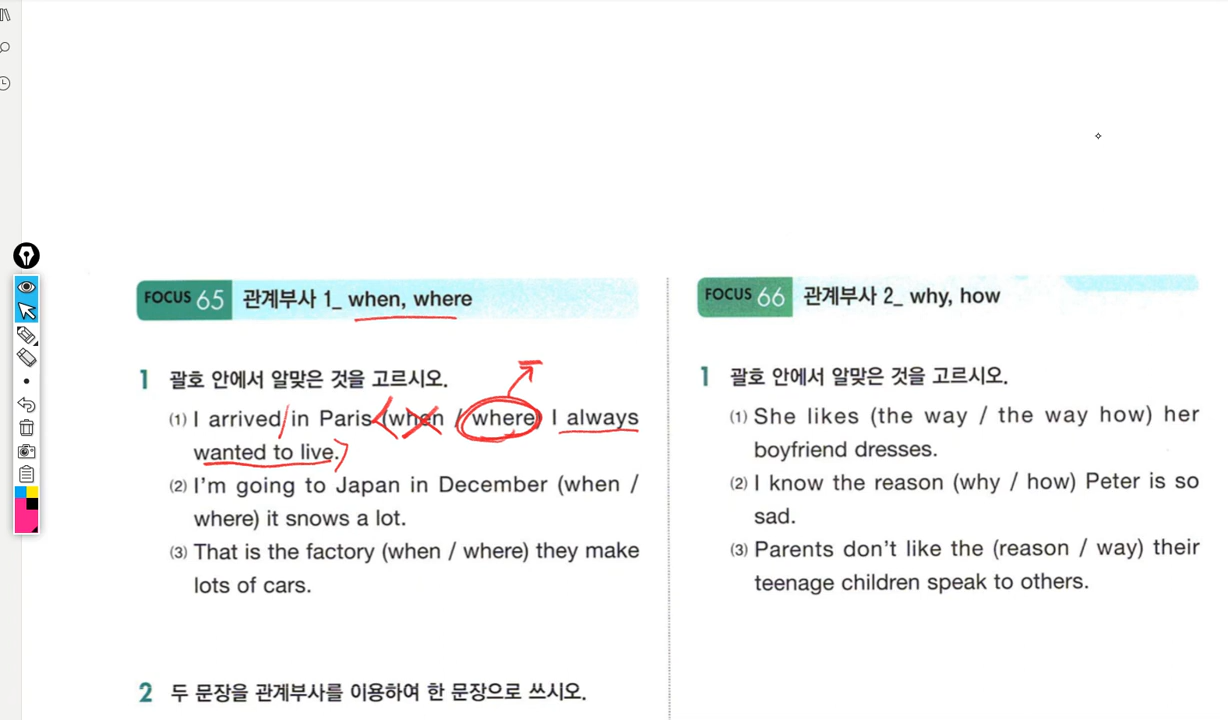 FOCUS 65 관계부사 1_ when, where
1 괄호 안에서 알맞은 것을 고르시오.
(1) I arrived in Paris (when / where) I always
wanted to live.
(2) I'm going to Japan in December (when /
where) it snows a lot.
(3) That is the factory (when / where) they make
lots of cars.
2 두 문장을 관계부사를 이용하여 한 문장으로 쓰시오.
FOCUS 66 관계부사 2_ why, how
1 괄호 안에서 알맞은 것을 고르시오.
(1) She likes (the way / the way how) her
boyfriend dresses.
(2) I know the reason (why / how) Peter is so
sad.
(3) Parents don't like the (reason / way) their
teenage children speak to others.